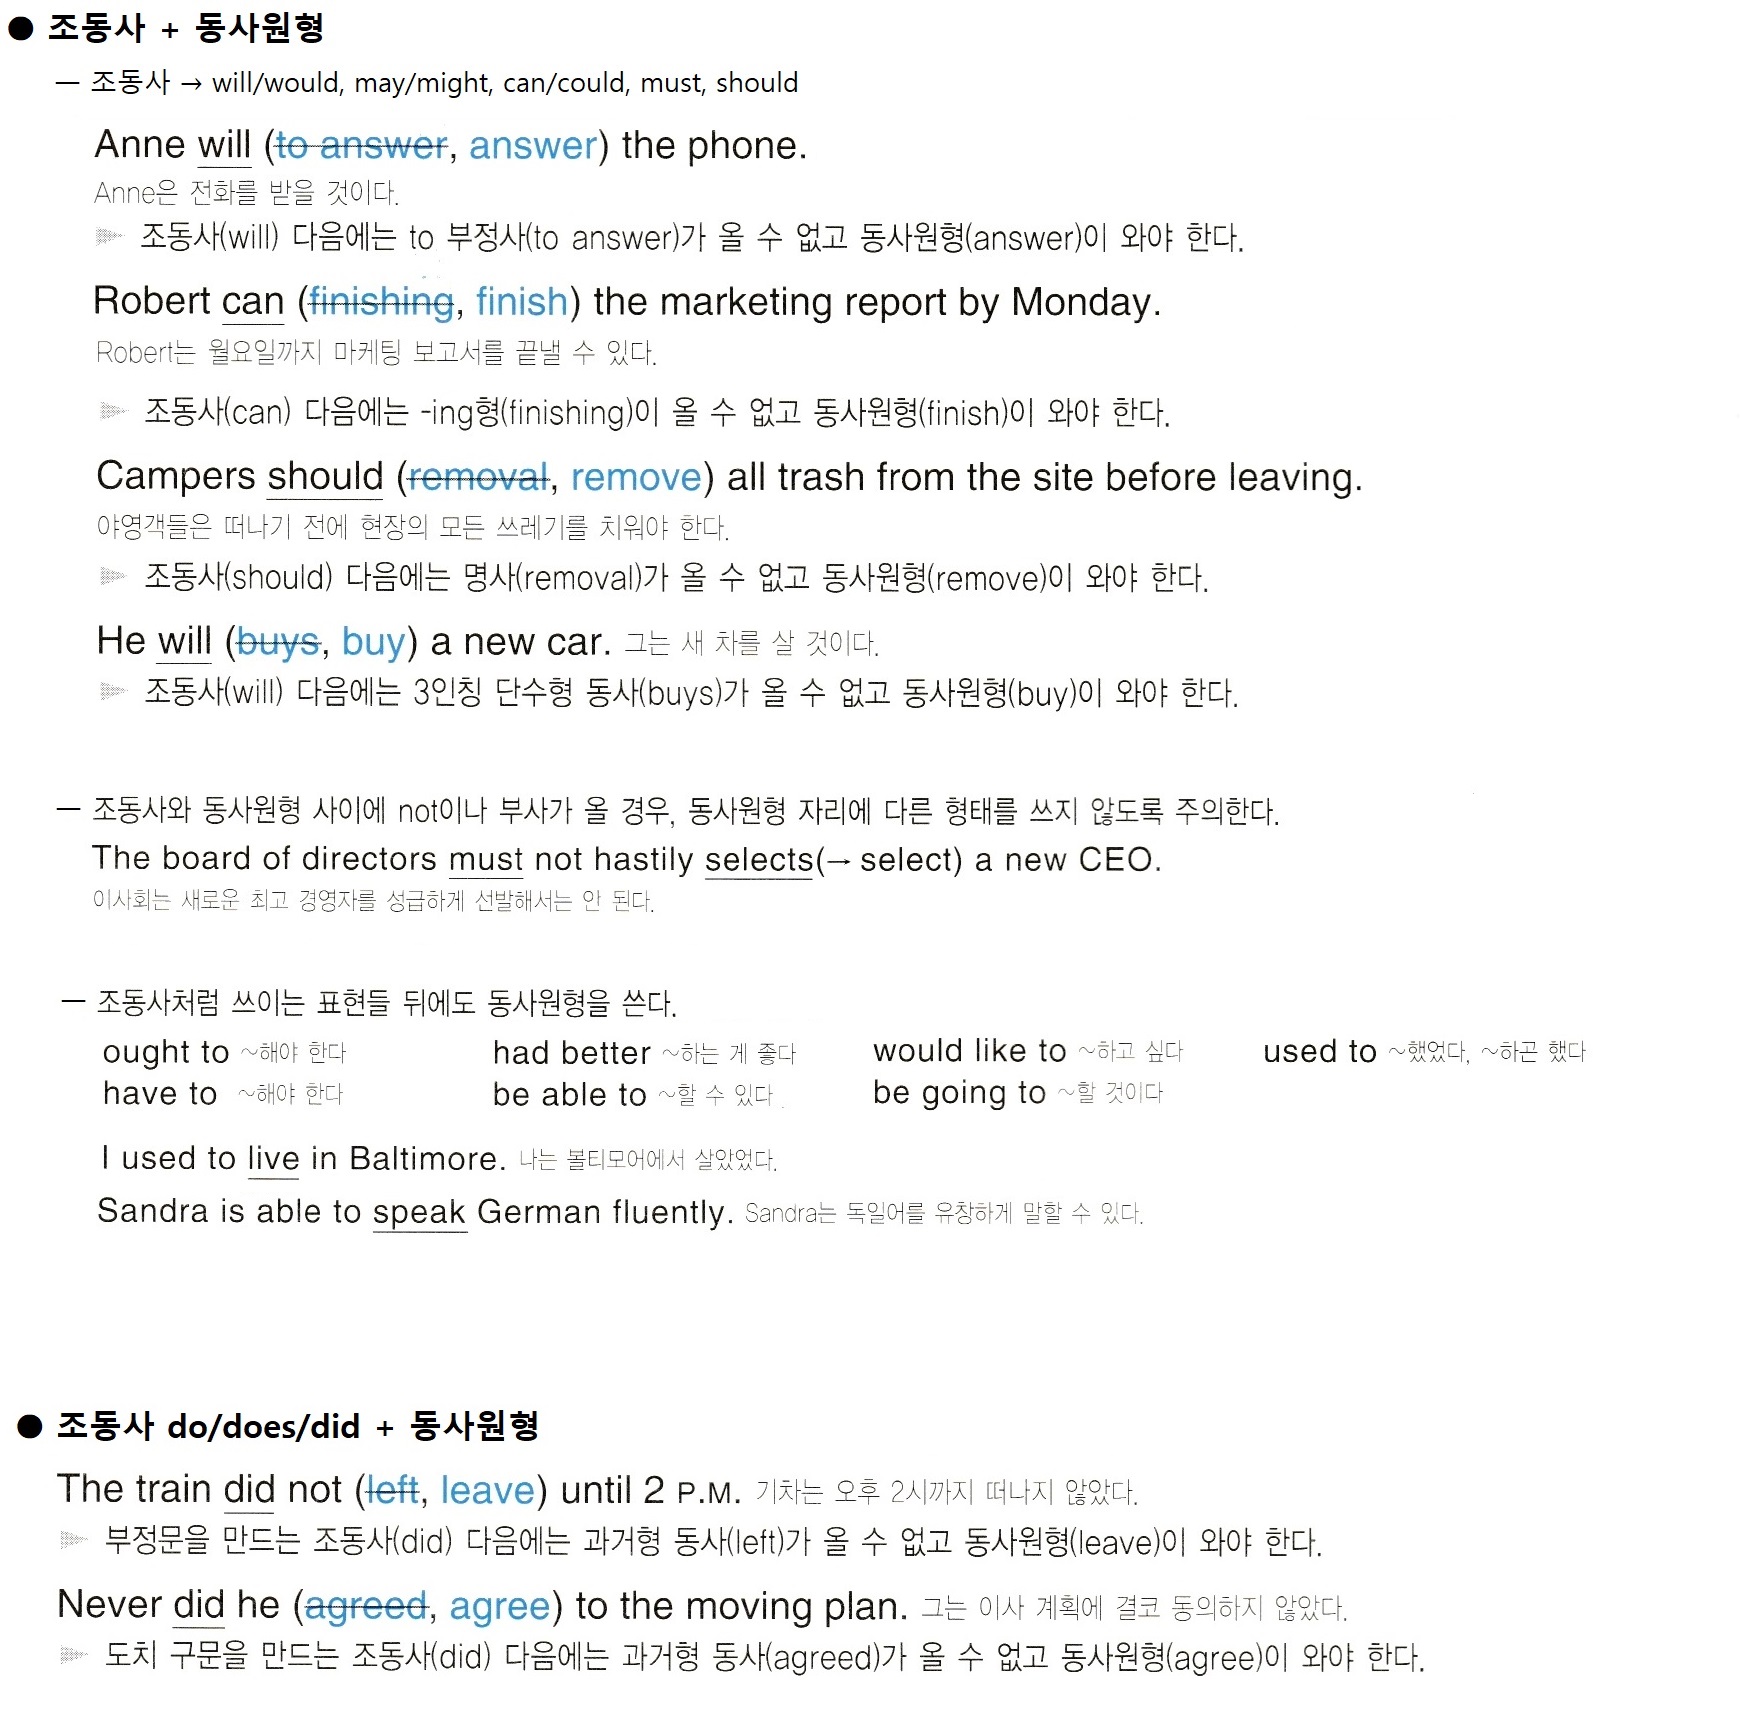 ● 조동사 + 동사원형
— 조동사 → will/would, may/might, can/could, must, should
Anne will (to answer, answer) the phone.
Anne은 전화를 받을 것이다.
▶ 조동사(will) 다음에는 to 부정사(to answer)가 올 수 없고 동사원형(answer)이 와야 한다.
Robert can (finishing, finish) the marketing report by Monday.
Robert는 월요일까지 마케팅 보고서를 끝낼 수 있다.
▶ 조동사(can) 다음에는 -ing형(finishing)이 올 수 없고 동사원형(finish)이 와야 한다.
Campers should (removal, remove) all trash from the site before leaving.
야영객들은 떠나기 전에 현장의 모든 쓰레기를 치워야 한다.
▶ 조동사(should) 다음에는 명사(removal)가 올 수 없고 동사원형(remove)이 와야 한다.
He will (buys, buy) a new car. 그는 새 차를 살 것이다.
▶ 조동사(will) 다음에는 3인칭 단수형 동사(buys)가 올 수 없고 동사원형(buy)이 와야 한다.
— 조동사와 동사원형 사이에 not이나 부사가 올 경우, 동사원형 자리에 다른 형태를 쓰지 않도록 주의한다.
The board of directors must not hastily selects(→ select) a new CEO.
이사회는 새로운 최고 경영자를 성급하게 선발해서는 안 된다.
— 조동사처럼 쓰이는 표현들 뒤에도 동사원형을 쓴다.
ought to ~해야 한다 had better ~하는 게 좋다 would like to ~하고 싶다 used to ~했었다, ~하곤 했다
have to ~해야 한다 be able to ~할 수 있다 be going to ~할 것이다
I used to live in Baltimore. 나는 볼티모어에서 살았었다.
Sandra is able to speak German fluently. Sandra는 독일어를 유창하게 말할 수 있다.
● 조동사 do/does/did + 동사원형
The train did not (left, leave) until 2 P.M. 기차는 오후 2시까지 떠나지 않았다.
▶ 부정문을 만드는 조동사(did) 다음에는 과거형 동사(left)가 올 수 없고 동사원형(leave)이 와야 한다.
Never did he (agreed, agree) to the moving plan. 그는 이사 계획에 결코 동의하지 않았다.
▶ 도치 구문을 만드는 조동사(did) 다음에는 과거형 동사(agreed)가 올 수 없고 동사원형(agree)이 와야 한다.